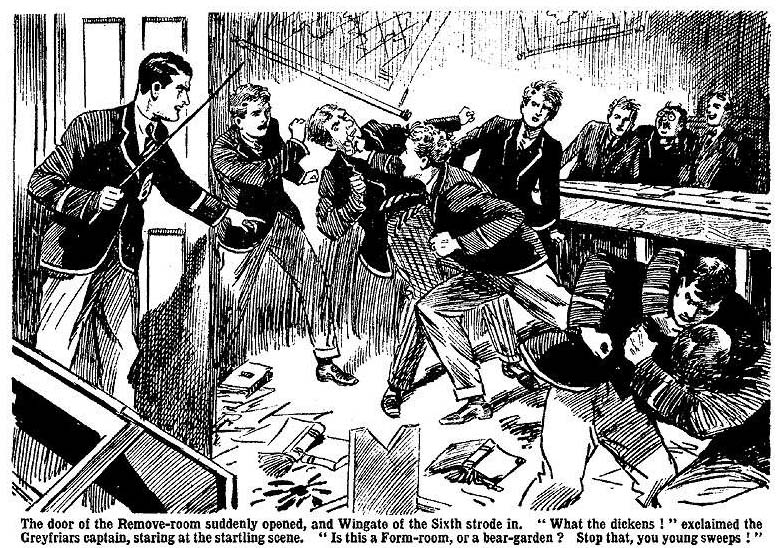 The door of the Remove-room suddenly opened, and Wingate of the Sixth strode in. " What the dickens ! " exclaimed the
Greyfriars captain, staring at the startling scene. " Is this a Form-room, or a bear-garden ? Stop that, you young sweeps ! "